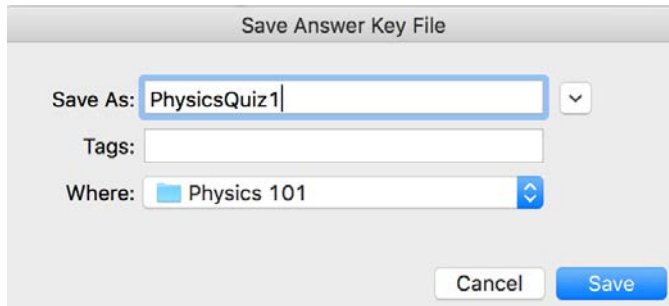 Save Answer Key File
Save As: PhysicsQuiz1
Tags:
Where: Physics 101
Cancel Save